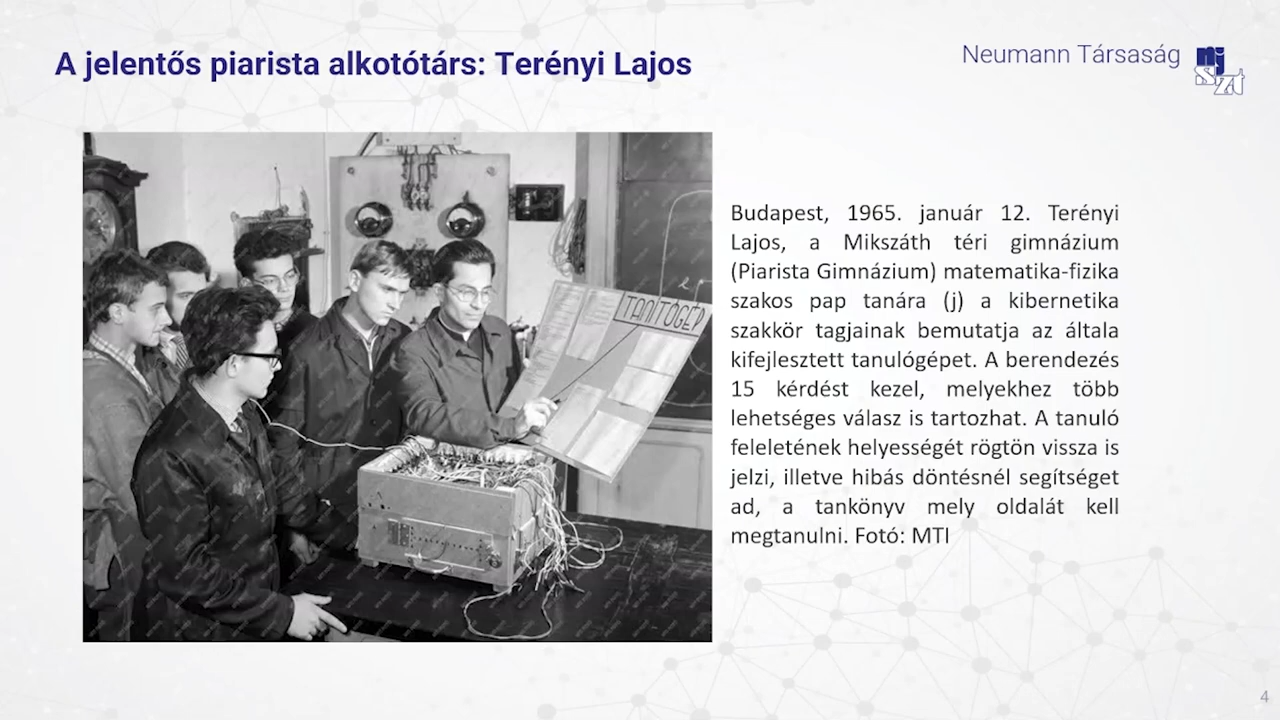 A jelentős piarista alkotótárs: Terényi Lajos
Neumann Társaság
nj
szt
TANÍTÓGÉP
Budapest, 1965. január 12. Terényi
Lajos, a Mikszáth téri gimnázium
(Piarista Gimnázium) matematika-fizika
szakos pap tanára (j) a kibernetika
szakkör tagjainak bemutatja az általa
kifejlesztett tanulógépet. A berendezés
15 kérdést kezel, melyekhez több
lehetséges válasz is tartozhat. A tanuló
feleletének helyességét rögtön vissza is
jelzi, illetve hibás döntésnél segítséget
ad, a tankönyv mely oldalát kell
megtanulni. Fotó: MTI
4